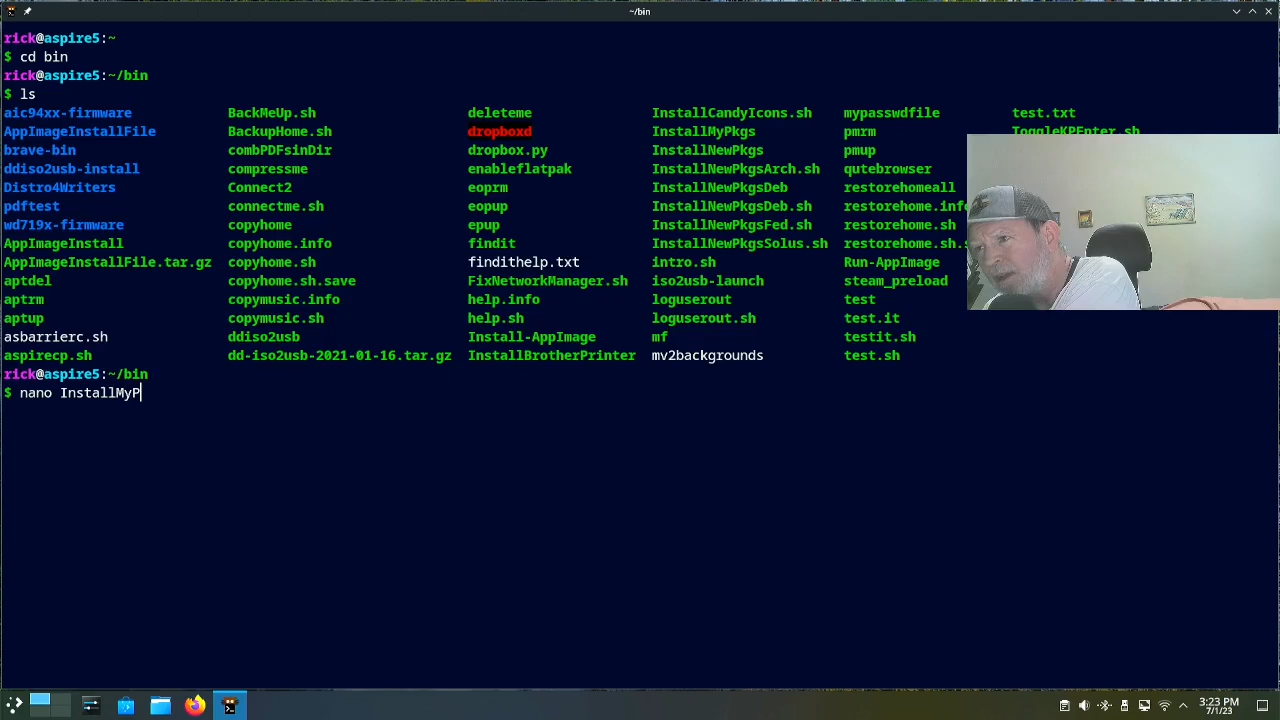 ~/bin
rick@aspire5:~
$ cd bin
rick@aspire5:~/bin
$ ls
aic94xx-firmware BackMeUp.sh deleteme InstallCandyIcons.sh mypasswdfile test.txt
AppImageInstallFile BackupHome.sh dropboxd InstallMyPkgs pmrm ToggleKPEnter.sh
brave-bin combPDFsinDir dropbox.py InstallNewPkgs pmup
ddiso2usb-install compressme enableflatpak InstallNewPkgsArch.sh qutebrowser
Distro4Writers Connect2 eoprm InstallNewPkgsDeb restorehomeall
pdftest connectme.sh eopup InstallNewPkgsDeb.sh restorehome.info
wd719x-firmware copyhome epup InstallNewPkgsFed.sh restorehome.sh
AppImageInstall copyhome.info findit InstallNewPkgsSolus.sh restorehome.sh.s
AppImageInstallFile.tar.gz copyhome.sh findithelp.txt intro.sh Run-AppImage
aptdel copyhome.sh.save FixNetworkManager.sh iso2usb-launch steam_preload
aptrm copymusic.info help.info loguserout test
aptup copymusic.sh help.sh loguserout.sh test.it
asbarrierc.sh ddiso2usb Install-AppImage mf testit.sh
aspirecp.sh dd-iso2usb-2021-01-16.tar.gz InstallBrotherPrinter mv2backgrounds test.sh
rick@aspire5:~/bin
$ nano InstallMyP
3:23 PM
7/1/23